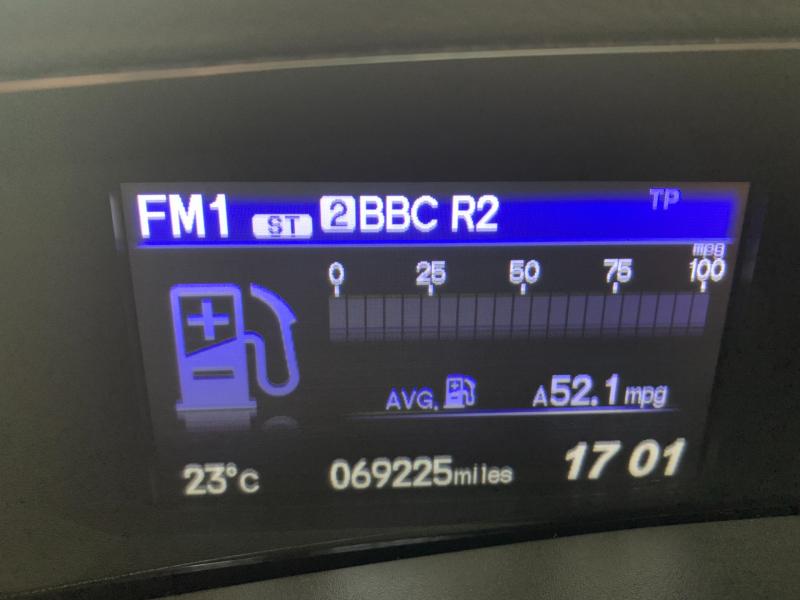 FM1 ST 2 BBC R2 TP
mpg
0 25 50 75 100
AVG. A52.1 mpg
23°C 069225miles 17 01